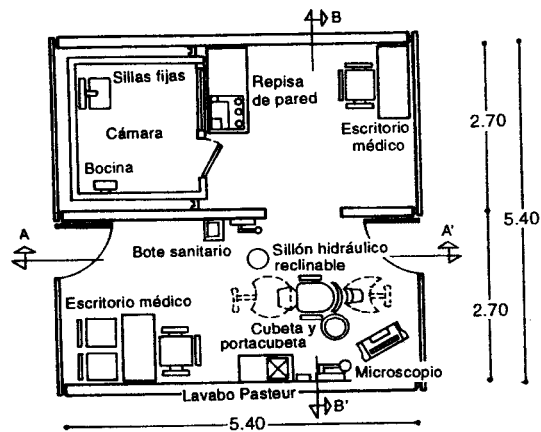 B
Sillas fijas
Repisa
de pared
2.70
Cámara
Escritorio
médico
Bocina
5.40
A
A'
Bote sanitario
Sillón hidráulico
reclinable
Escritorio médico
2.70
Cubeta y
portacubeta
Microscopio
Lavabo Pasteur
B'
5.40